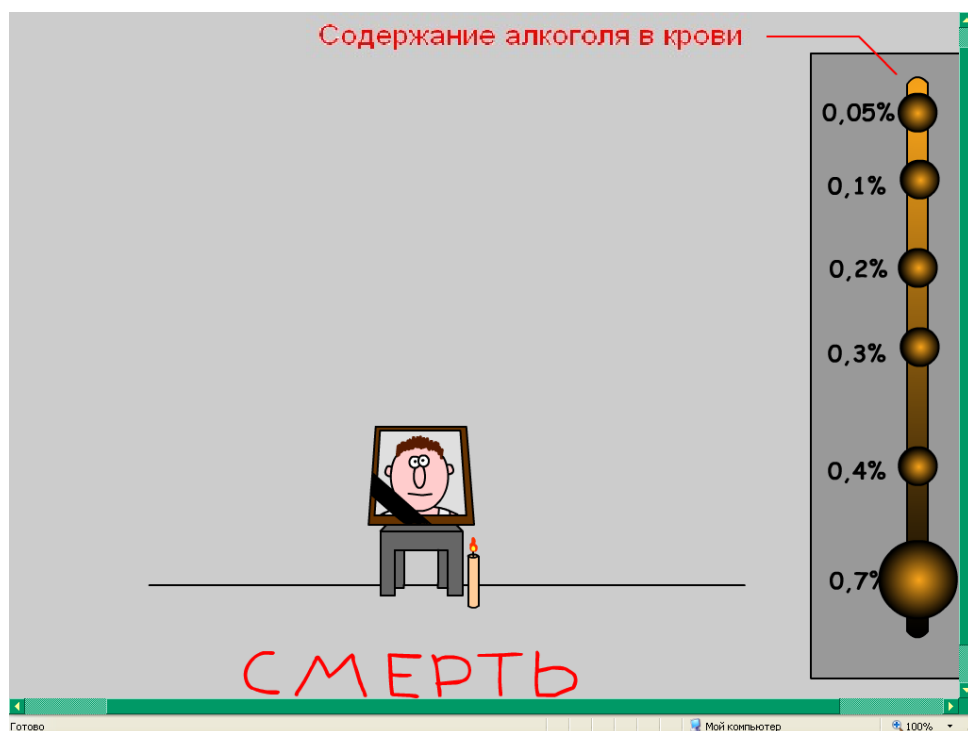 Содержание алкоголя в крови
0,05%
0,1%
0,2%
0,3%
0,4%
0,7%
СМЕРТЬ
Готово
Мой компьютер
100%